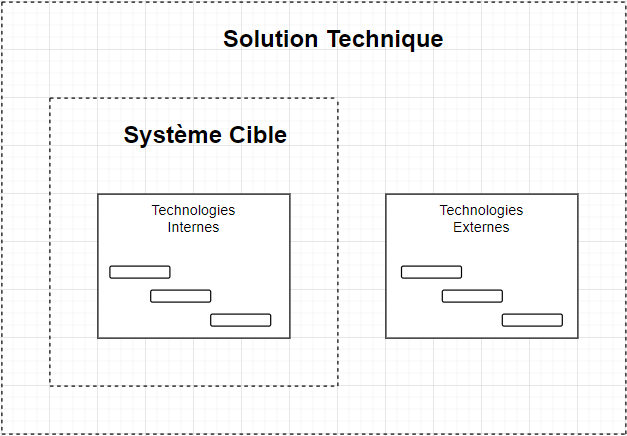 Solution Technique
Système Cible
Technologies
Internes
Technologies
Externes